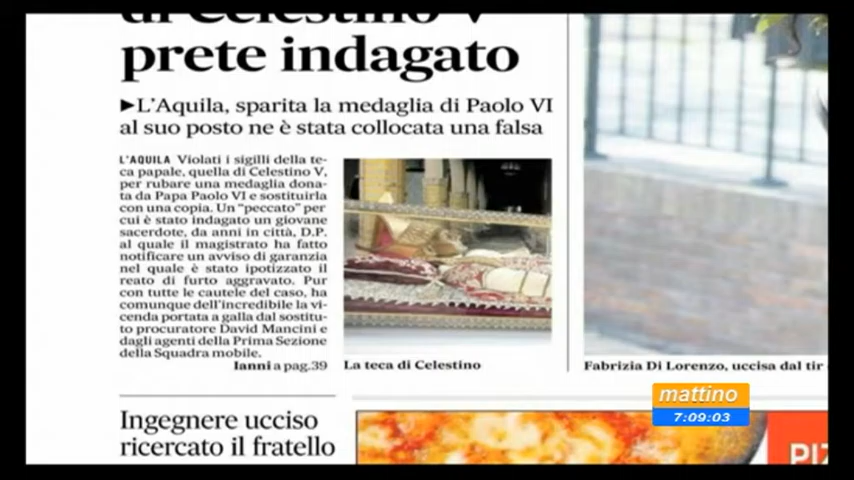 di Celestino V
prete indagato
►L'Aquila, sparita la medaglia di Paolo VI
al suo posto ne è stata collocata una falsa
L'AQUILA Violati i sigilli della te-
ca papale, quella di Celestino V,
per rubare una medaglia dona-
ta da Papa Paolo VI e sostituirla
con una copia. Un "peccato" per
cui è stato indagato un giovane
sacerdote, da anni in città, D.P.
al quale il magistrato ha fatto
notificare un avviso di garanzia
nel quale è stato ipotizzato il
reato di furto aggravato. Pur
con tutte le cautele del caso, ha
comunque dell'incredibile la vi-
cenda portata a galla dal sostitu-
to procuratore David Mancini e
dagli agenti della Prima Sezione
della Squadra mobile.
Ianni a pag.39
La teca di Celestino
Fabrizia Di Lorenzo, uccisa dal tir
Ingegnere ucciso
ricercato il fratello
mattino
7:09:03
PIZ